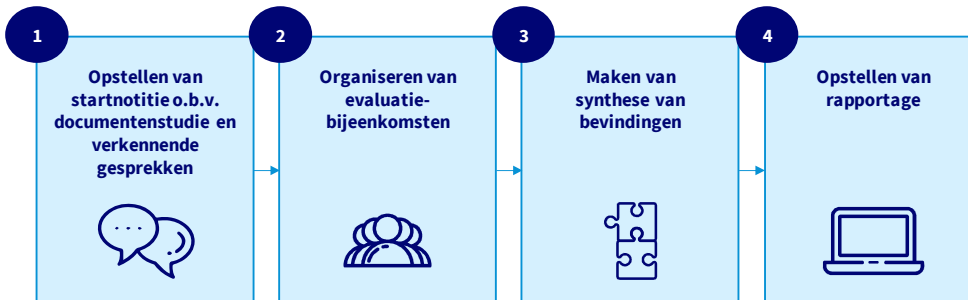 1
Opstellen van
startnotitie o.b.v.
documentenstudie en
verkennende
gesprekken
2
Organiseren van
evaluatie-
bijeenkomsten
3
Maken van
synthese van
bevindingen
4
Opstellen van
rapportage